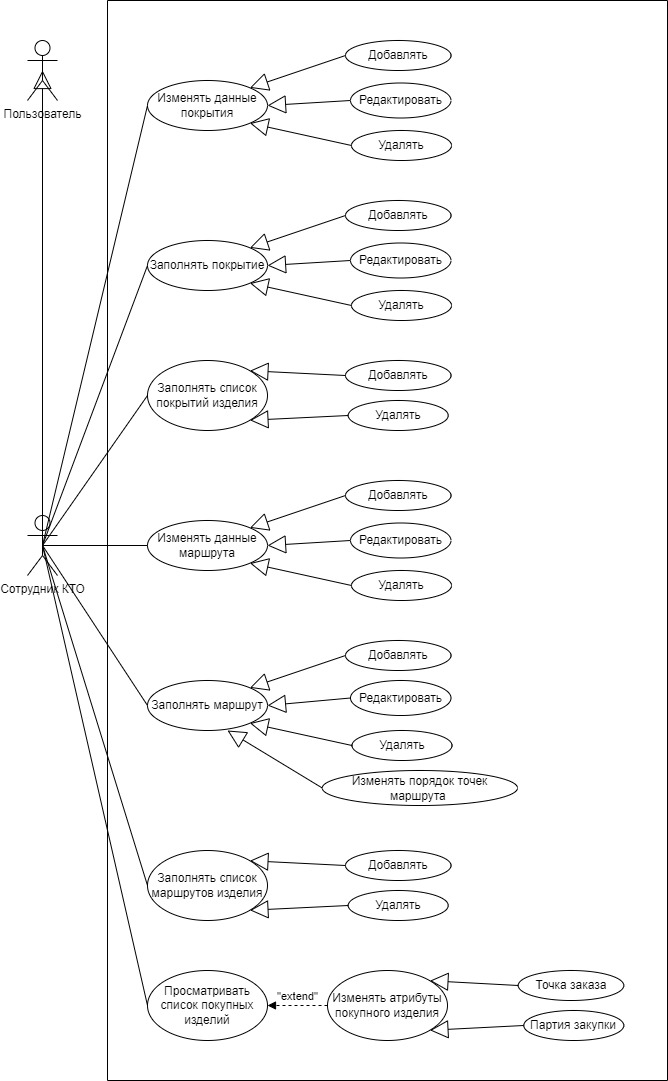 Пользователь
Сотрудник КТО
Изменять данные
покрытия
Добавлять
Редактировать
Удалять
Заполнять покрытие
Добавлять
Редактировать
Удалять
Заполнять список
покрытий изделия
Добавлять
Удалять
Изменять данные
маршрута
Добавлять
Редактировать
Удалять
Заполнять маршрут
Добавлять
Редактировать
Удалять
Изменять порядок точек
маршрута
Заполнять список
маршрутов изделия
Добавлять
Удалять
Просматривать
список покупных
изделий
"extend"
Изменять атрибуты
покупного изделия
Точка заказа
Партия закупки